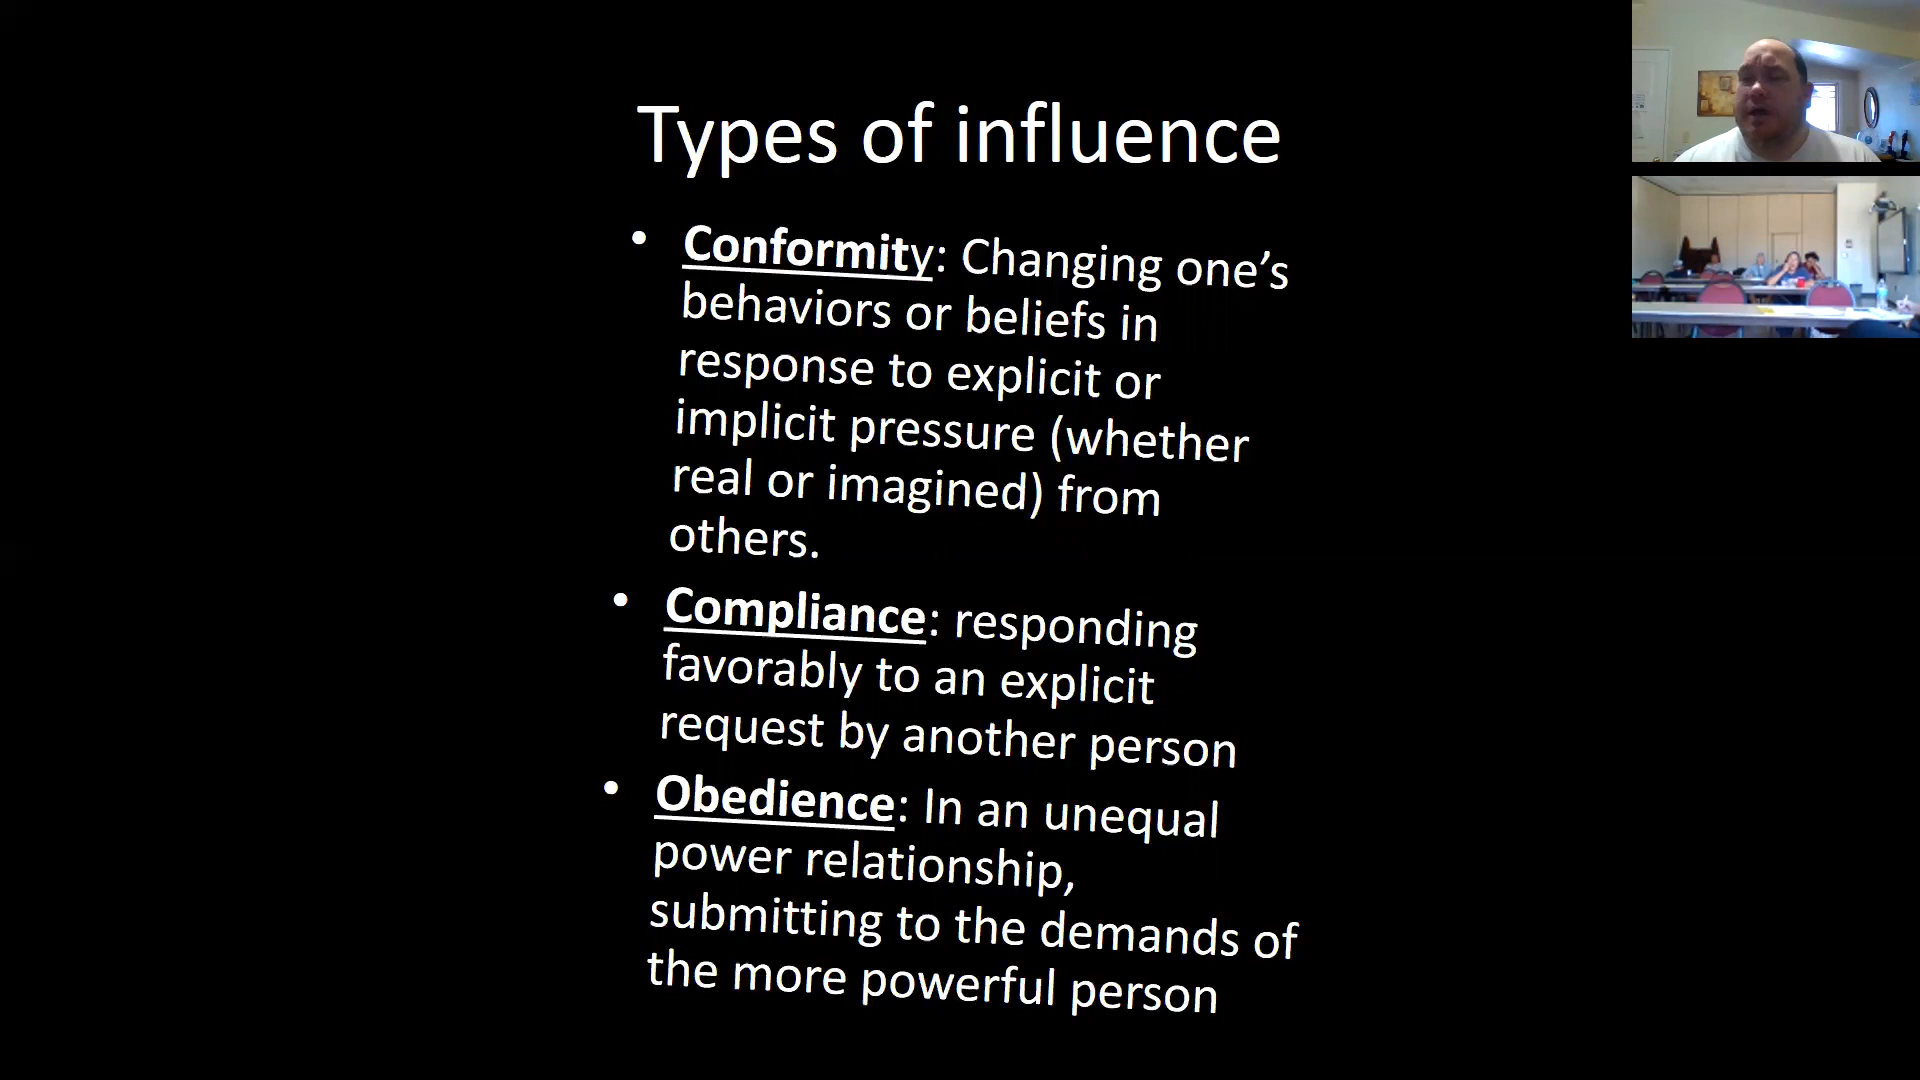 Types of influence
• Conformity: Changing one’s
behaviors or beliefs in
response to explicit or
implicit pressure (whether
real or imagined) from
others.
• Compliance: responding
favorably to an explicit
request by another person
• Obedience: In an unequal
power relationship,
submitting to the demands of
the more powerful person